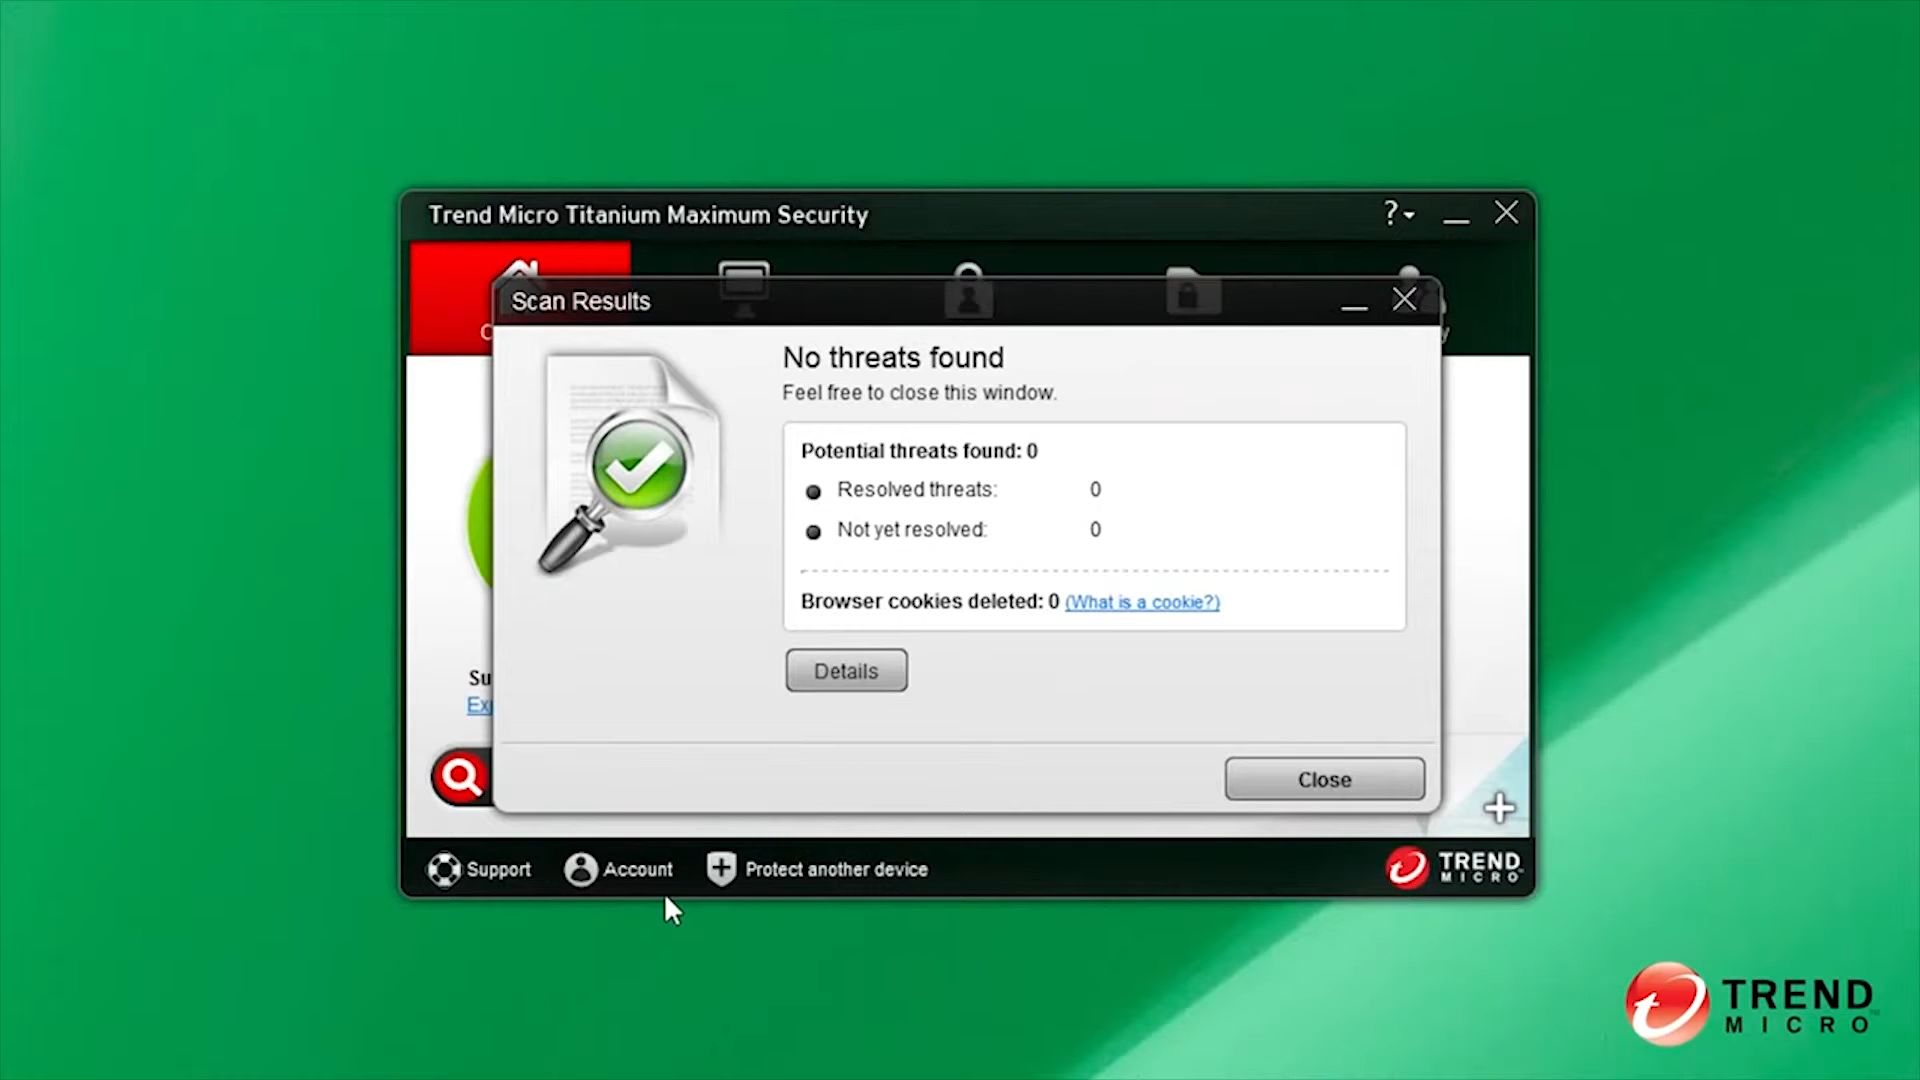 Trend Micro Titanium Maximum Security
?
Scan Results
No threats found
Feel free to close this window.
Potential threats found: 0
Resolved threats: 0
Not yet resolved: 0
Browser cookies deleted: 0 (What is a cookie?)
Details
Close
Support
Account
Protect another device
TREND
MICRO
TREND
MICRO